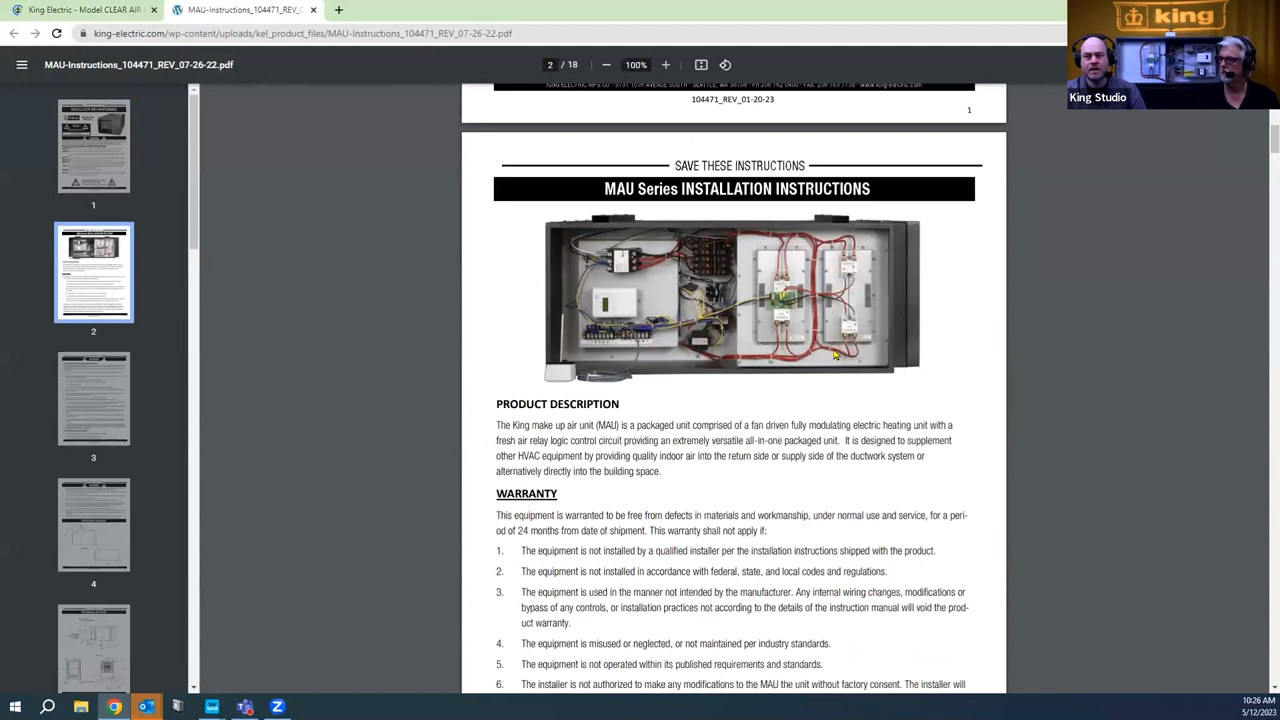 King Electric - Model CLEAR AIR
MAU-Instructions_104471_REV_0
king-electric.com/wp-content/uploads/kel_product_files/MAU-Instructions_104471_REV_07-26-22.pdf
MAU-Instructions_104471_REV_07-26-22.pdf
2 / 18
100%
king
King Studio
1
2
3
4
104471_REV_01-20-23
1
SAVE THESE INSTRUCTIONS
MAU Series INSTALLATION INSTRUCTIONS
PRODUCT DESCRIPTION
The King make up air unit (MAU) is a packaged unit comprised of a fan driven fully modulating electric heating unit with a
fresh air relay logic control circuit providing an extremely versatile all-in-one packaged unit. It is designed to supplement
other HVAC equipment by providing quality indoor air into the return side or supply side of the ductwork system or
alternatively directly into the building space.
WARRANTY
This equipment is warranted to be free from defects in materials and workmanship, under normal use and service, for a peri-
od of 24 months from date of shipment. This warranty shall not apply if:
1. The equipment is not installed by a qualified installer per the installation instructions shipped with the product.
2. The equipment is not installed in accordance with federal, state, and local codes and regulations.
3. The equipment is used in the manner not intended by the manufacturer. Any internal wiring changes, modifications or
bypass of any controls, or installation practices not according to the details of the instruction manual will void the prod-
uct warranty.
4. The equipment is misused or neglected, or not maintained per industry standards.
5. The equipment is not operated within its published requirements and standards.
6. The installer is not authorized to make any modifications to the MAU the unit without factory consent. The installer will
10:26 AM
5/12/2023